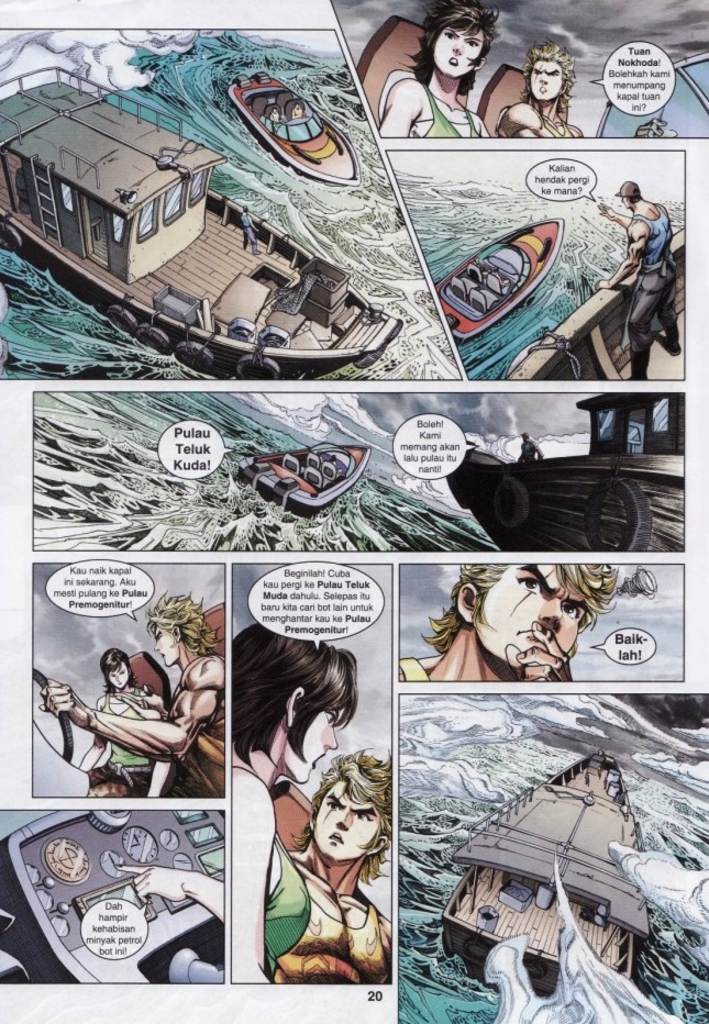 Tuan
Nokhoda!
Bolehkah kami
menumpang
kapal tuan
ini?
Kalian
hendak pergi
ke mana?
Pulau
Teluk
Kuda!
Boleh!
Kami
memang akan
lalu pulau itu
nanti!
Kau naik kapal
ini sekarang. Aku
mesti pulang ke Pulau
Premogenitur!
Beginilah! Cuba
kau pergi ke Pulau Teluk
Muda dahulu. Selepas itu
baru kita cari bot lain untuk
menghantar kau ke Pulau
Premogenitur!
Baik-
lah!
Dah
hampir
kehabisan
minyak petrol
bot ini!
20